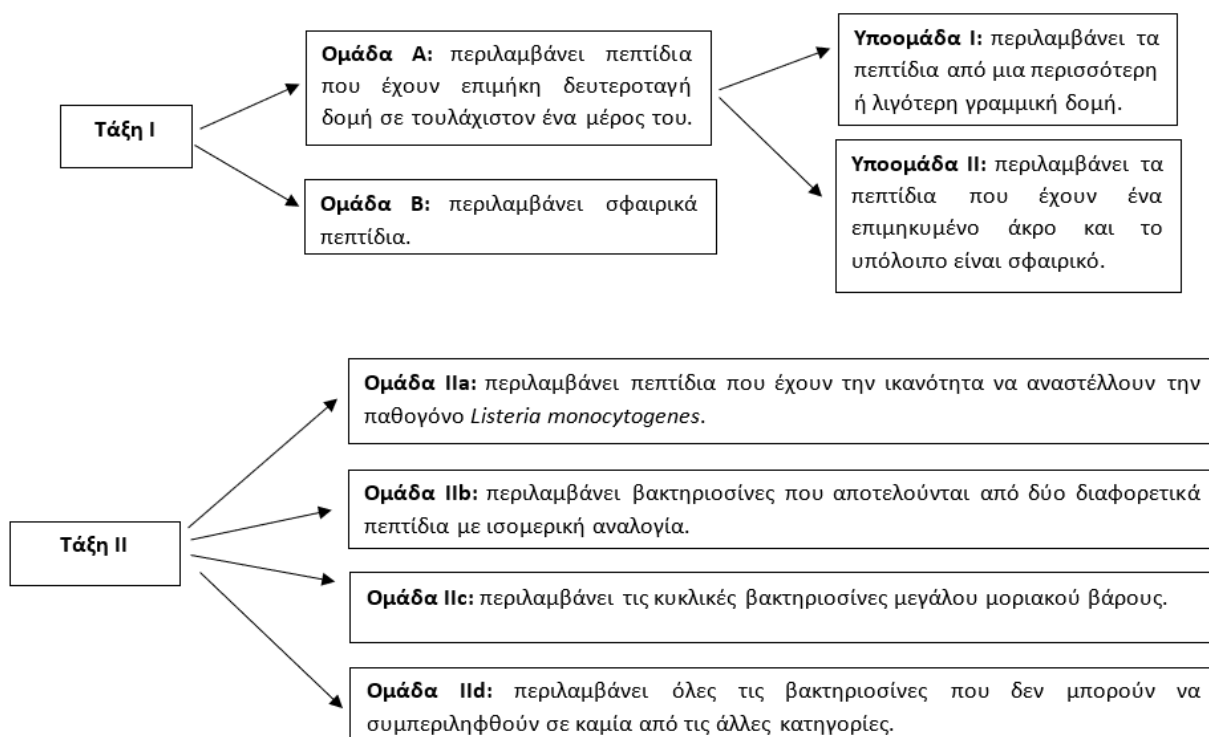 Τάξη Ι
Ομάδα Α: περιλαμβάνει πεπτίδια
που έχουν επιμήκη δευτεροταγή
δομή σε τουλάχιστον ένα μέρος του.
Ομάδα Β: περιλαμβάνει σφαιρικά
πεπτίδια.
Υποομάδα Ι: περιλαμβάνει τα
πεπτίδια από μια περισσότερη
ή λιγότερη γραμμική δομή.
Υποομάδα ΙΙ: περιλαμβάνει τα
πεπτίδια που έχουν ένα
επιμηκυμένο άκρο και το
υπόλοιπο είναι σφαιρικό.
Τάξη ΙΙ
Ομάδα ΙΙa: περιλαμβάνει πεπτίδια που έχουν την ικανότητα να αναστέλλουν την
παθογόνο Listeria monocytogenes.
Ομάδα ΙΙb: περιλαμβάνει βακτηριοσίνες που αποτελούνται από δύο διαφορετικά
πεπτίδια με ισομερική αναλογία.
Ομάδα ΙΙc: περιλαμβάνει τις κυκλικές βακτηριοσίνες μεγάλου μοριακού βάρους.
Ομάδα ΙΙd: περιλαμβάνει όλες τις βακτηριοσίνες που δεν μπορούν να
συμπεριληφθούν σε καμία από τις άλλες κατηγορίες.